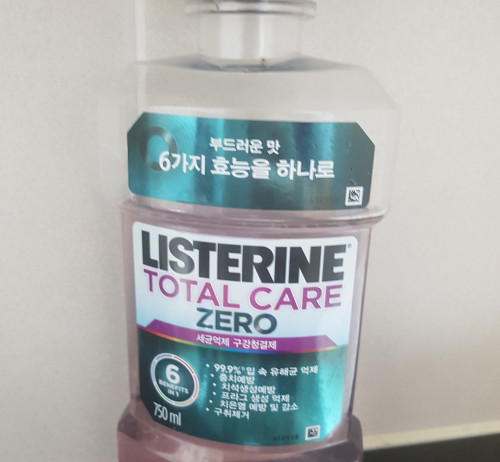 부드러운 맛
6가지 효능을 하나로
LISTERINE®
TOTAL CARE
ZERO
세균억제 구강청결제
6
BENEFITS
IN 1
750 ml
• 99.9%* 입 속 유해균 억제
• 충치예방
• 치석생성예방
• 프라그 생성 억제
• 치은염 예방 및 감소
• 구취제거